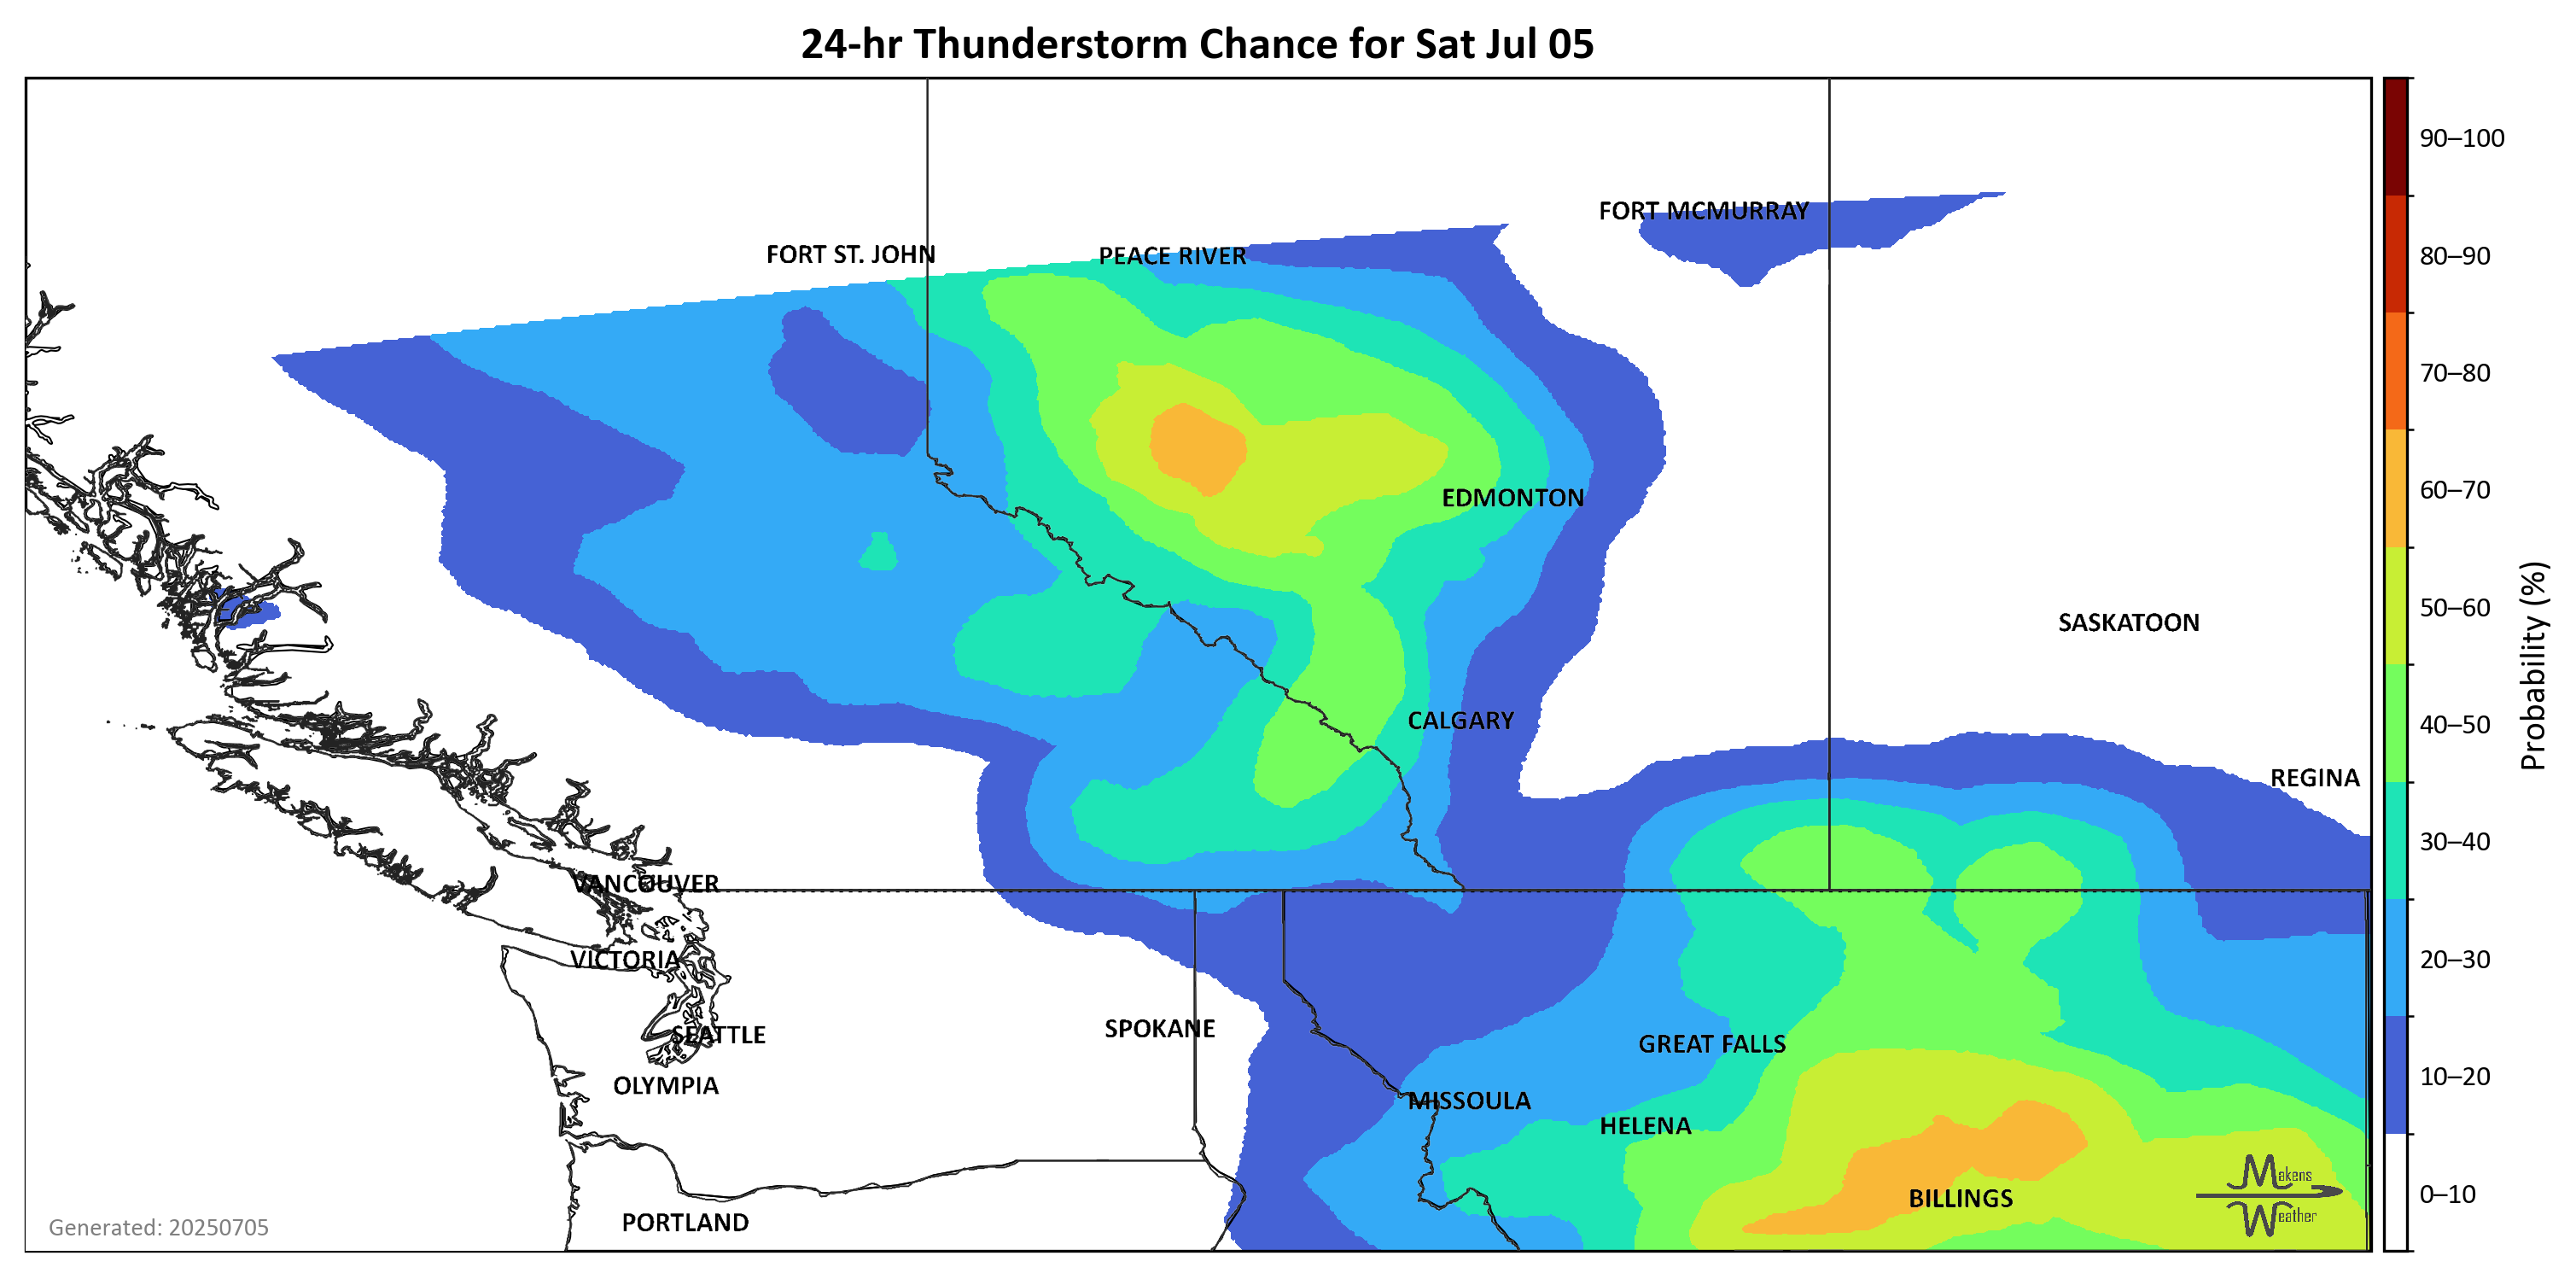 24-hr Thunderstorm Chance for Sat Jul 05
FORT MCMURRAY
FORT ST. JOHN
PEACE RIVER
EDMONTON
SASKATOON
CALGARY
REGINA
VANCOUVER
VICTORIA
SPOKANE
SEATTLE
GREAT FALLS
OLYMPIA
MISSOULA
HELENA
BILLINGS
PORTLAND
Makens
Weather
Generated: 20250705
90–100
80–90
70–80
60–70
50–60
40–50
30–40
20–30
10–20
0–10
Probability (%)